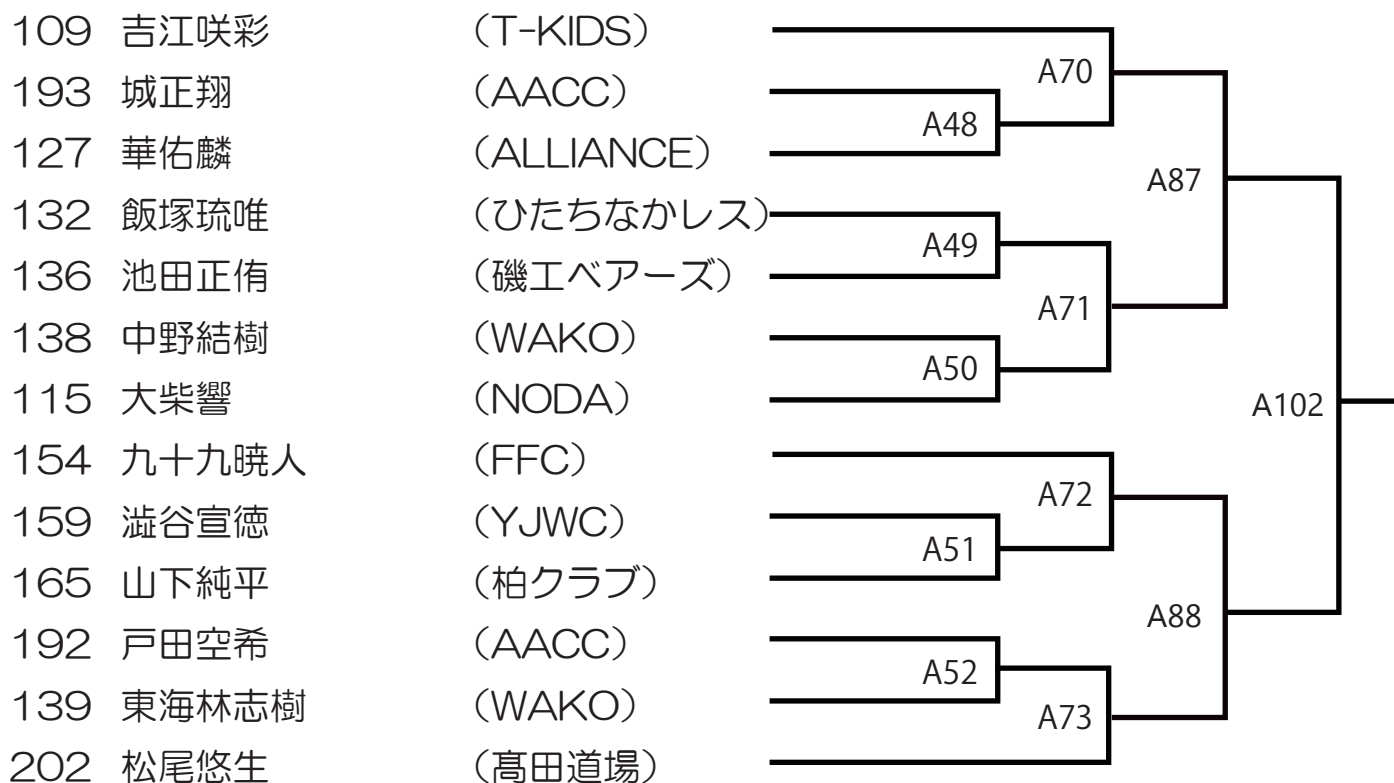 109 吉江咲彩 （T-KIDS）
A70
193 城正翔 （AACC）
A48
127 華佑麟 （ALLIANCE）
A87
132 飯塚琉唯 （ひたちなかレス）
A49
136 池田正侑 （磯工ベアーズ）
A71
138 中野結樹 （WAKO）
A50
115 大柴響 （NODA）
A102
154 九十九暁人 （FFC）
A72
159 澁谷宣徳 （YJWC）
A51
165 山下純平 （柏クラブ）
A88
192 戸田空希 （AACC）
A52
139 東海林志樹 （WAKO）
A73
202 松尾悠生 （髙田道場）